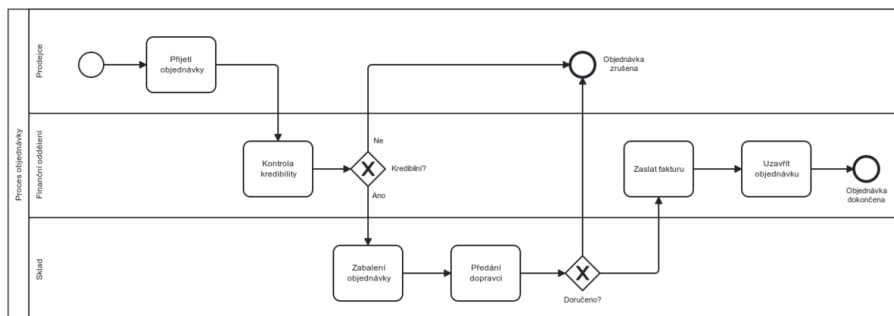 Proces objednávky
Prodejce
Přijetí
objednávky
Objednávka
zrušena
Finanční oddělení
Kontrola
kredibility
Ne
Kredibilní?
Ano
Zaslat fakturu
Uzavřít
objednávku
Objednávka
dokončena
Sklad
Zabalení
objednávky
Předání
dopravci
Doručeno?